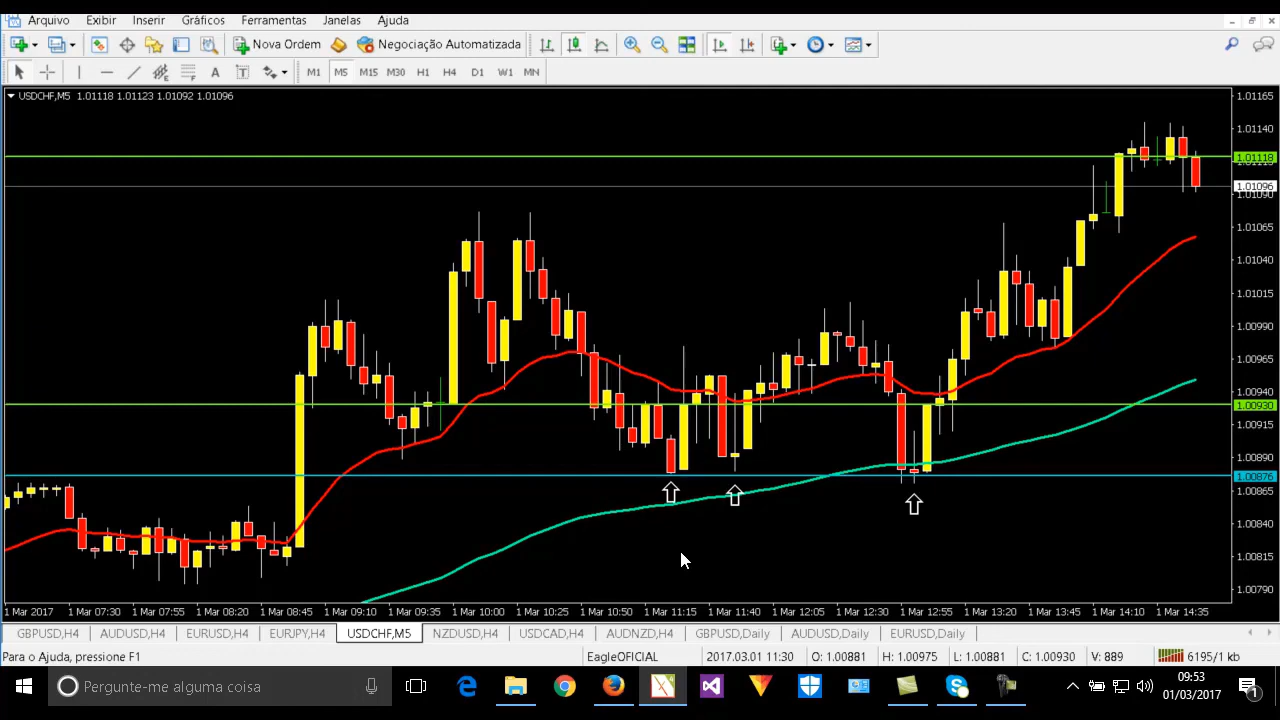 Arquivo Exibir Inserir Gráficos Ferramentas Janelas Ajuda
Nova Ordem Negociação Automatizada
A T M1 M5 M15 M30 H1 H4 D1 W1 MN
USDCHF,M5 1.01118 1.01123 1.01092 1.01096
1.01165
1.01140
1.01118
1.01096
1.01090
1.01065
1.01040
1.01015
1.00990
1.00965
1.00940
1.00930
1.00915
1.00890
1.00876
1.00865
1.00840
1.00815
1.00790
1 Mar 2017 1 Mar 07:30 1 Mar 07:55 1 Mar 08:20 1 Mar 08:45 1 Mar 09:10 1 Mar 09:35 1 Mar 10:00 1 Mar 10:25 1 Mar 10:50 1 Mar 11:15 1 Mar 11:40 1 Mar 12:05 1 Mar 12:30 1 Mar 12:55 1 Mar 13:20 1 Mar 13:45 1 Mar 14:10 1 Mar 14:35
GBPUSD,H4 AUDUSD,H4 EURUSD,H4 EURJPY,H4 USDCHF,M5 NZDUSD,H4 USDCAD,H4 AUDNZD,H4 GBPUSD,Daily AUDUSD,Daily EURUSD,Daily
Para o Ajuda, pressione F1 EagleOFICIAL 2017.03.01 11:30 O: 1.00881 H: 1.00975 L: 1.00881 C: 1.00930 V: 889 6195/1 kb
Pergunte-me alguma coisa
09:53
01/03/2017
1